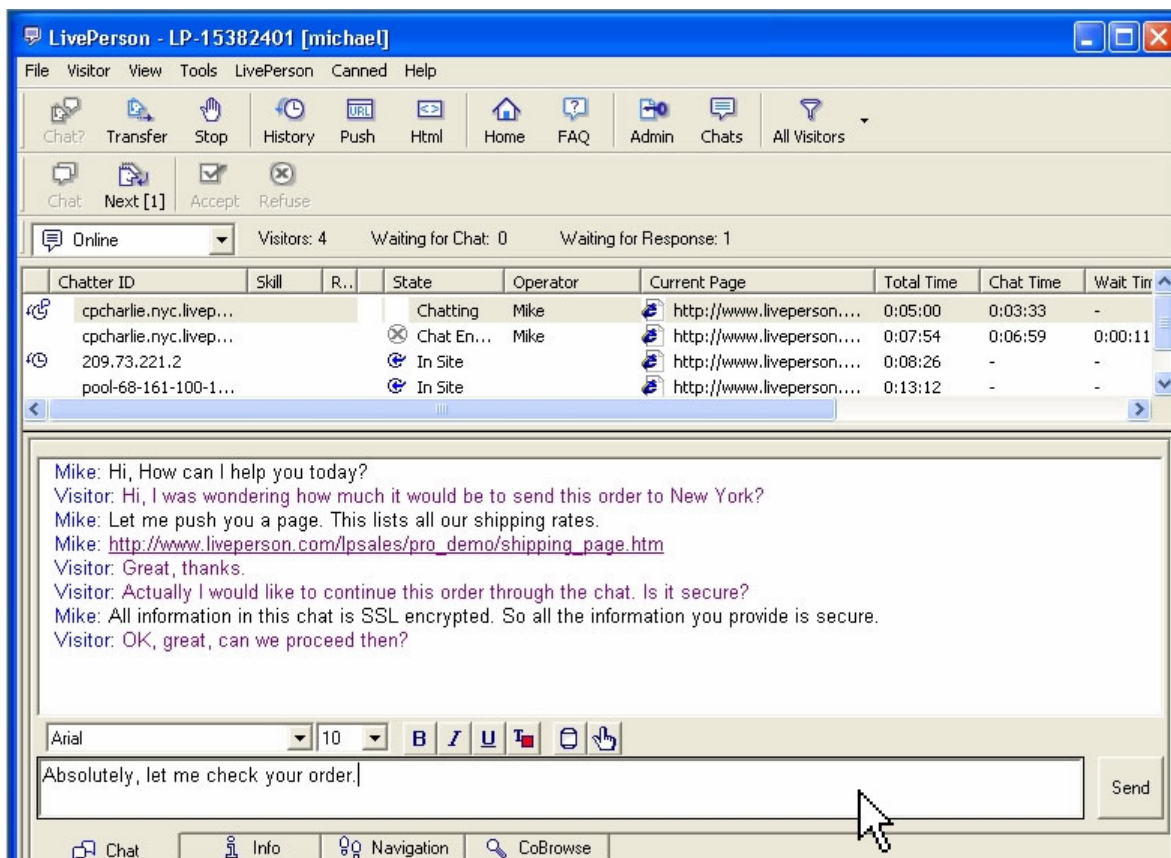 LivePerson - LP-15382401 [michael]
File Visitor View Tools LivePerson Canned Help
Chat? Transfer Stop History Push Html Home FAQ Admin Chats All Visitors
URL
Chat Next [1] Accept Refuse
Online Visitors: 4 Waiting for Chat: 0 Waiting for Response: 1
Chatter ID Skill R.. State Operator Current Page Total Time Chat Time Wait Tim
cpcharlie.nyc.livep... Chatting Mike http://www.liveperson.... 0:05:00 0:03:33 -
cpcharlie.nyc.livep... Chat En... Mike http://www.liveperson.... 0:07:54 0:06:59 0:00:11
209.73.221.2 In Site http://www.liveperson.... 0:08:26 - -
pool-68-161-100-1... In Site http://www.liveperson.... 0:13:12 - -
Mike: Hi, How can I help you today?
Visitor: Hi, I was wondering how much it would be to send this order to New York?
Mike: Let me push you a page. This lists all our shipping rates.
Mike: http://www.liveperson.com/lpsales/pro_demo/shipping_page.htm
Visitor: Great, thanks.
Visitor: Actually I would like to continue this order through the chat. Is it secure?
Mike: All information in this chat is SSL encrypted. So all the information you provide is secure.
Visitor: OK, great, can we proceed then?
Arial 10 B I U T
Absolutely, let me check your order.
Send
Chat Info Navigation CoBrowse